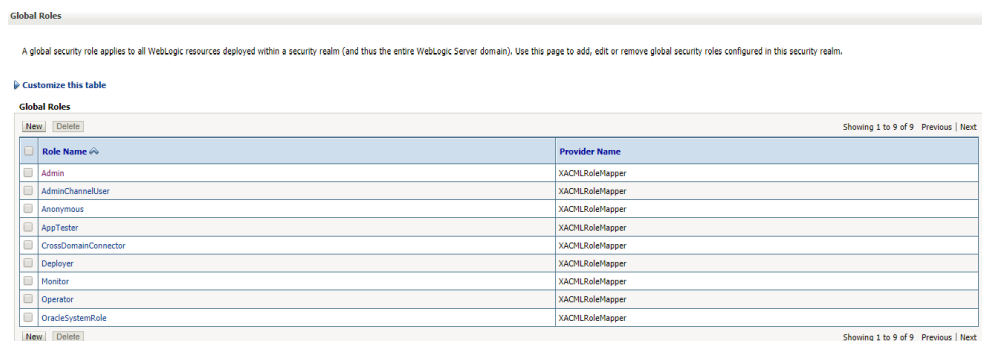 Global Roles
A global security role applies to all WebLogic resources deployed within a security realm (and thus the entire WebLogic Server domain). Use this page to add, edit or remove global security roles configured in this security realm.
Customize this table
Global Roles
New Delete Showing 1 to 9 of 9 Previous | Next
Role Name Provider Name
Admin XACMLRoleMapper
AdminChannelUser XACMLRoleMapper
Anonymous XACMLRoleMapper
AppTester XACMLRoleMapper
CrossDomainConnector XACMLRoleMapper
Deployer XACMLRoleMapper
Monitor XACMLRoleMapper
Operator XACMLRoleMapper
OracleSystemRole XACMLRoleMapper
New Delete Showing 1 to 9 of 9 Previous | Next